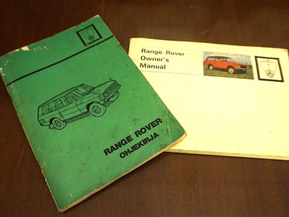 RANGE ROVER
OHJEKIRJA
Range Rover
Owner's
Manual